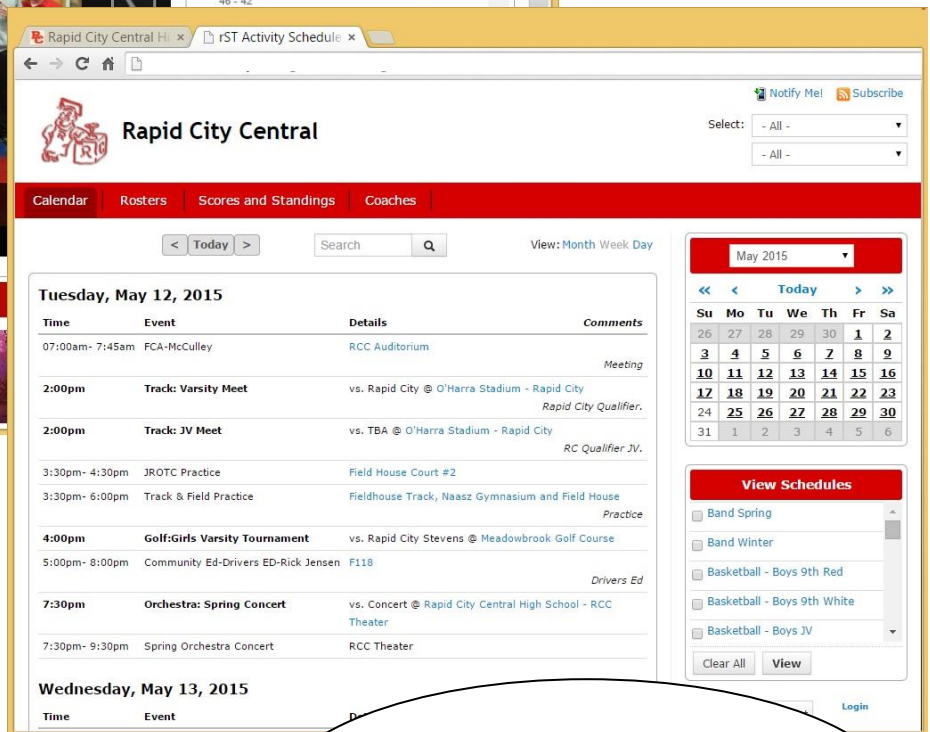 46 - 42
Rapid City Central Hi
rST Activity Schedule
Notify Me! Subscribe
Rapid City Central
Select: - All -
- All -
Calendar Rosters Scores and Standings Coaches
< Today > Search View: Month Week Day
Tuesday, May 12, 2015
Time Event Details Comments
07:00am- 7:45am FCA-McCulley RCC Auditorium
Meeting
2:00pm Track: Varsity Meet vs. Rapid City @ O'Harra Stadium - Rapid City
Rapid City Qualifier.
2:00pm Track: JV Meet vs. TBA @ O'Harra Stadium - Rapid City
RC Qualifier JV.
3:30pm- 4:30pm JROTC Practice Field House Court #2
3:30pm- 6:00pm Track & Field Practice Fieldhouse Track, Naasz Gymnasium and Field House
Practice
4:00pm Golf:Girls Varsity Tournament vs. Rapid City Stevens @ Meadowbrook Golf Course
5:00pm- 8:00pm Community Ed-Drivers ED-Rick Jensen F118
Drivers Ed
7:30pm Orchestra: Spring Concert vs. Concert @ Rapid City Central High School - RCC
Theater
7:30pm- 9:30pm Spring Orchestra Concert RCC Theater
Wednesday, May 13, 2015
Time Event
May 2015
« < Today > »
Su Mo Tu We Th Fr Sa
26 27 28 29 30 1 2
3 4 5 6 7 8 9
10 11 12 13 14 15 16
17 18 19 20 21 22 23
24 25 26 27 28 29 30
31 1 2 3 4 5 6
View Schedules
Band Spring
Band Winter
Basketball - Boys 9th Red
Basketball - Boys 9th White
Basketball - Boys JV
Clear All View
Login